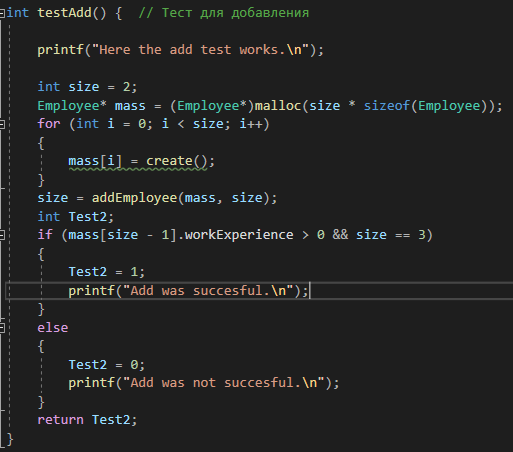 int testAdd() {  // Тест для добавления
printf("Here the add test works.\n");
int size = 2;
Employee* mass = (Employee*)malloc(size * sizeof(Employee));
for (int i = 0; i < size; i++)
{
mass[i] = create();
}
size = addEmployee(mass, size);
int Test2;
if (mass[size - 1].workExperience > 0 && size == 3)
{
Test2 = 1;
printf("Add was succesful.\n");
}
else
{
Test2 = 0;
printf("Add was not succesful.\n");
}
return Test2;
}